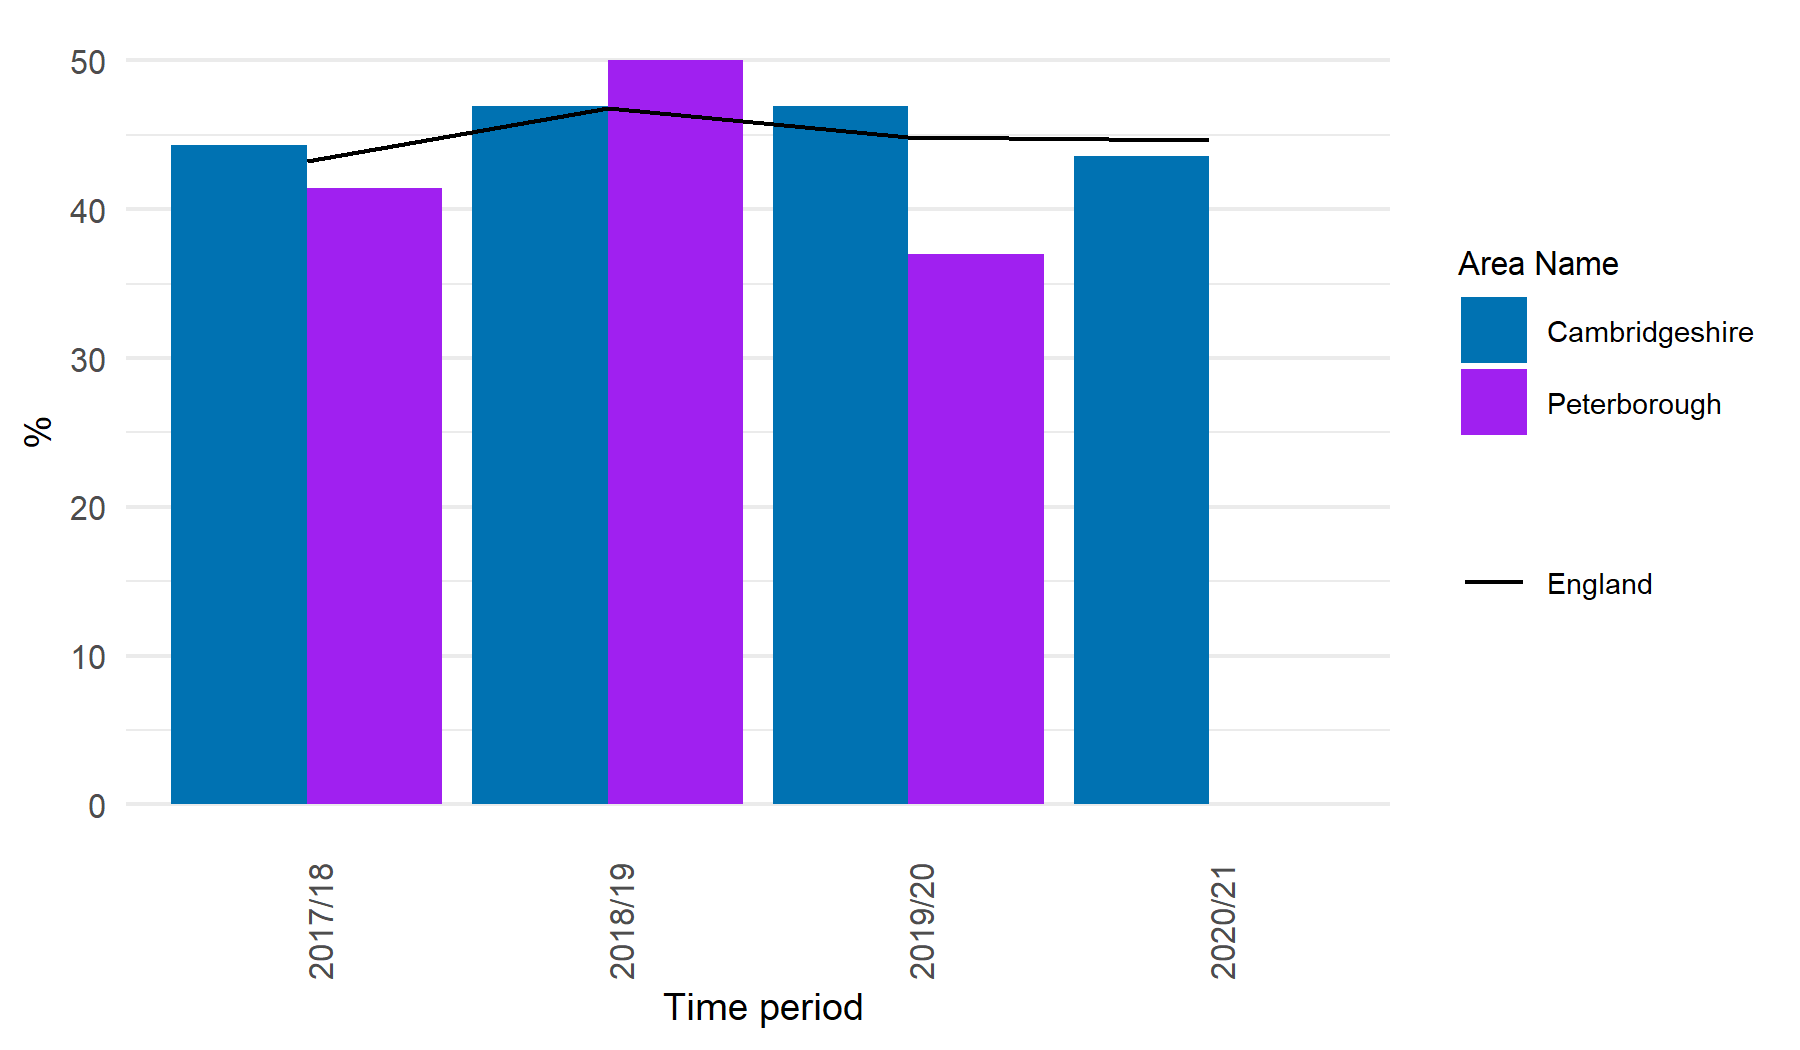 50
40
30
20
10
0
%
2017/18
2018/19
2019/20
2020/21
Time period
Area Name
Cambridgeshire
Peterborough
England